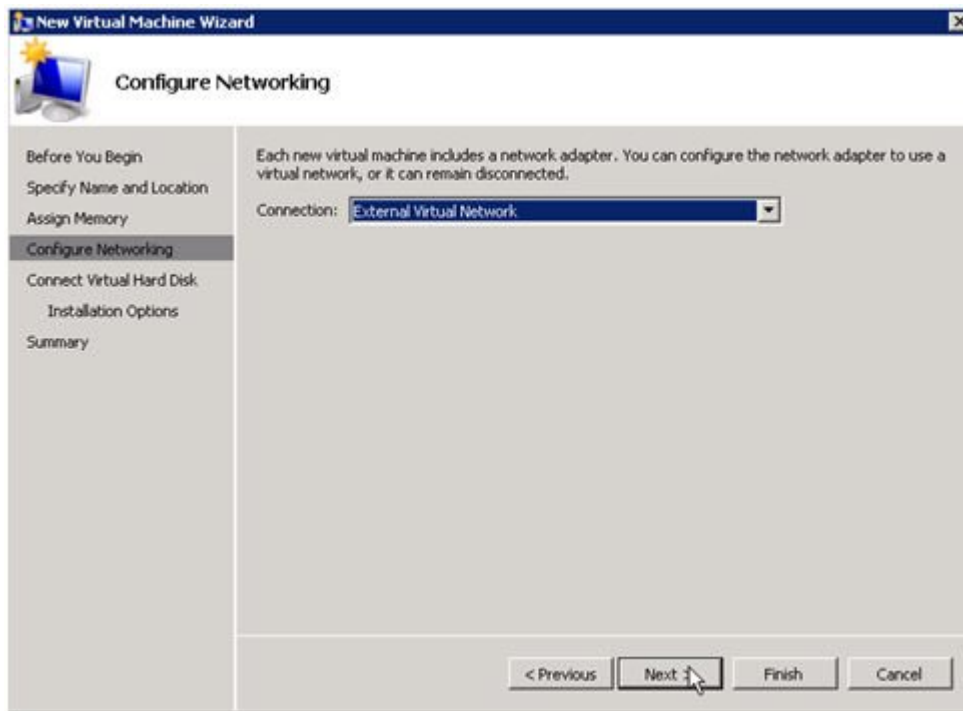 New Virtual Machine Wizard
Configure Networking
Before You Begin
Specify Name and Location
Assign Memory
Configure Networking
Connect Virtual Hard Disk
Installation Options
Summary
Each new virtual machine includes a network adapter. You can configure the network adapter to use a
virtual network, or it can remain disconnected.
Connection: External Virtual Network
< Previous
Next >
Finish
Cancel